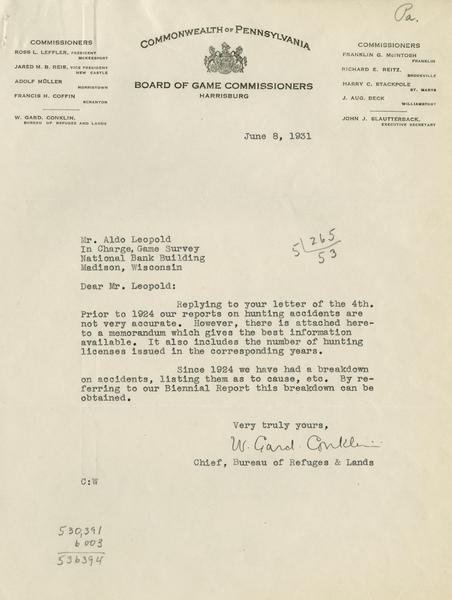 Pa.
COMMONWEALTH OF PENNSYLVANIA
BOARD OF GAME COMMISSIONERS
HARRISBURG
COMMISSIONERS
ROSS L. LEFFLER, PRESIDENT
MCKEESPORT
JARED M. B. REIS, VICE PRESIDENT
NEW CASTLE
ADOLF MÜLLER
NORRISTOWN
FRANCIS H. COFFIN
SCRANTON
W. GARD. CONKLIN,
BUREAU OF REFUGES AND LANDS
COMMISSIONERS
FRANKLIN G. MCINTOSH
FRANKLIN
RICHARD E. REITZ,
BROOKVILLE
HARRY C. STACKPOLE
ST. MARYS
J. AUG. BECK
WILLIAMSPORT
JOHN J. SLAUTTERBACK,
EXECUTIVE SECRETARY
June 8, 1931
Mr. Aldo Leopold
In Charge, Game Survey
National Bank Building
Madison, Wisconsin
5 265
53
Dear Mr. Leopold:
Replying to your letter of the 4th.
Prior to 1924 our reports on hunting accidents are
not very accurate. However, there is attached here-
to a memorandum which gives the best information
available. It also includes the number of hunting
licenses issued in the corresponding years.
Since 1924 we have had a breakdown
on accidents, listing them as to cause, etc. By re-
ferring to our Biennial Report this breakdown can be
obtained.
Very truly yours,
W. Gard. Conklin
Chief, Bureau of Refuges & Lands
C:W
530,391
6003
536394